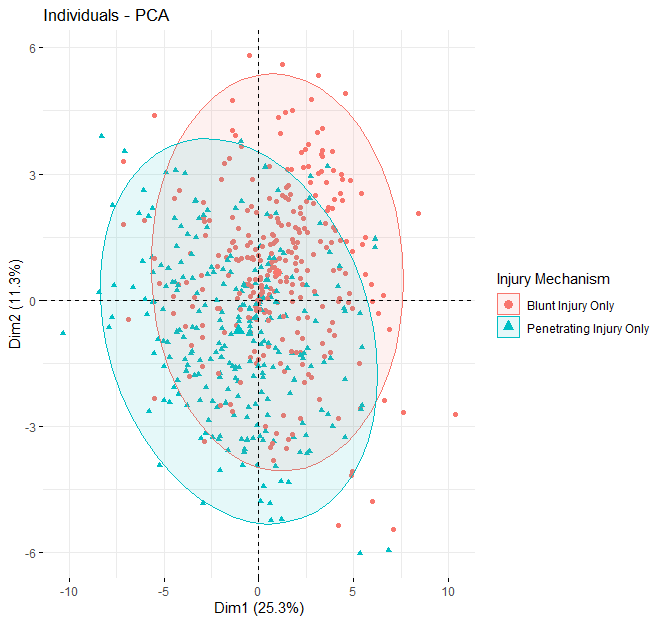 Individuals - PCA
6
3
0
-3
-6
Dim2 (11.3%)
-10
-5
0
5
10
Dim1 (25.3%)
Injury Mechanism
Blunt Injury Only
Penetrating Injury Only